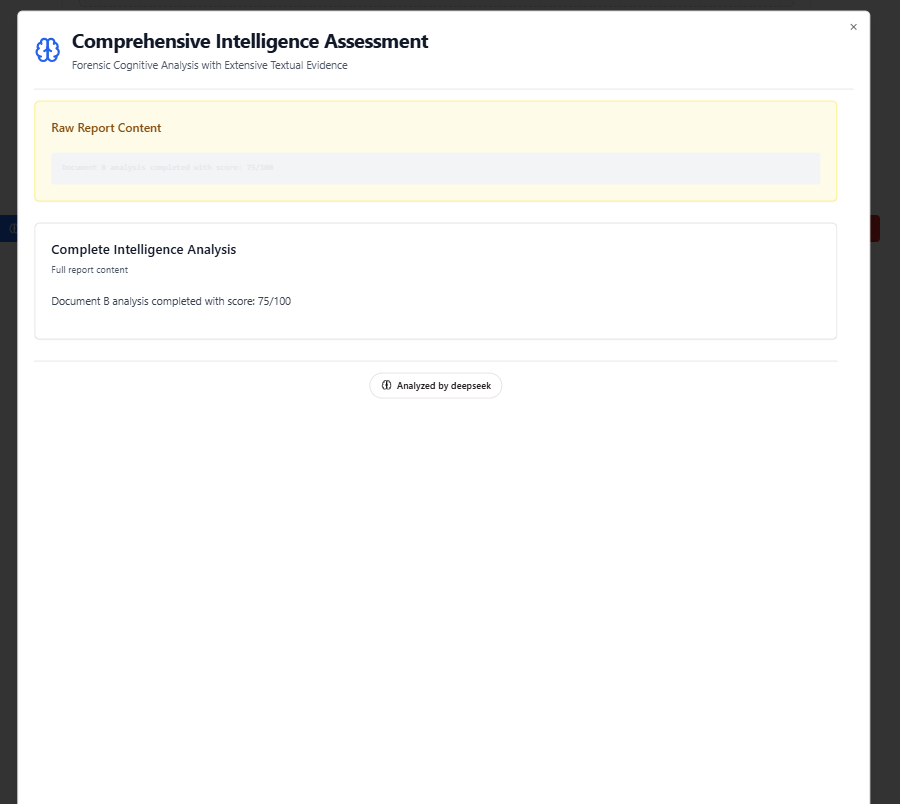 Comprehensive Intelligence Assessment
Forensic Cognitive Analysis with Extensive Textual Evidence
Raw Report Content
Document B analysis completed with score: 75/100
Complete Intelligence Analysis
Full report content
Document B analysis completed with score: 75/100
Analyzed by deepseek